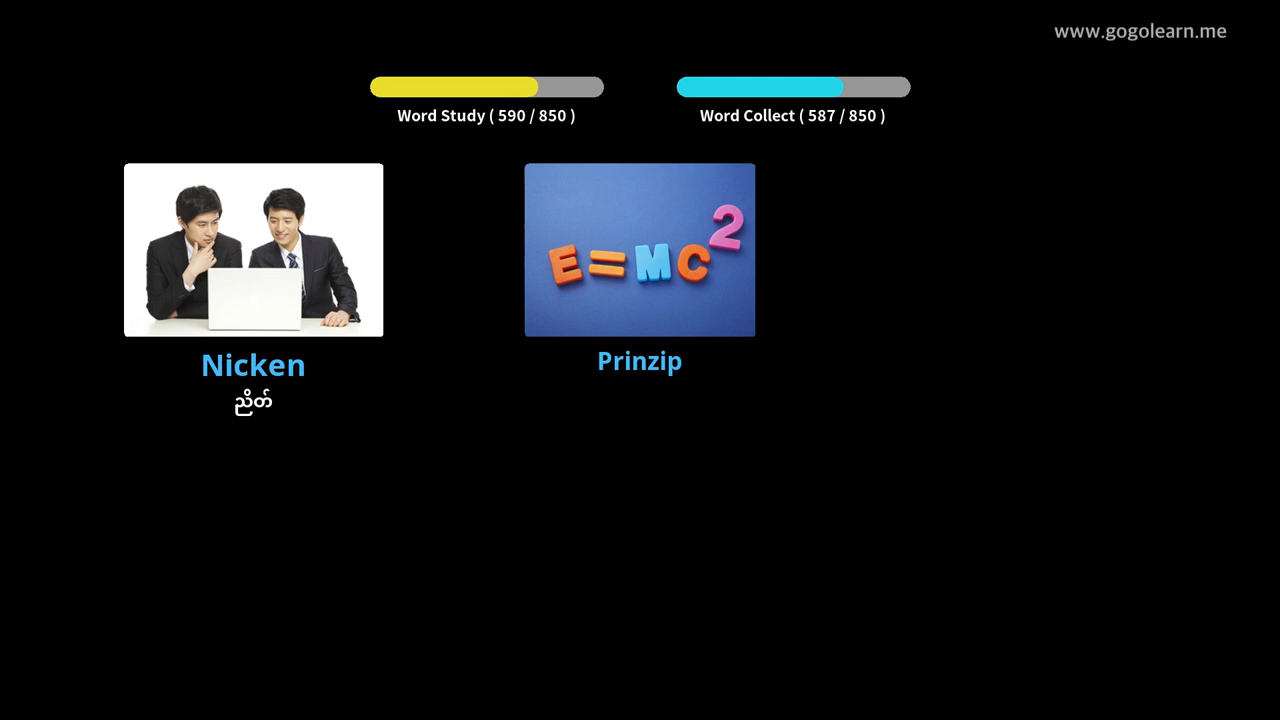 www.gogolearn.me
Word Study ( 590 / 850 )
Word Collect ( 587 / 850 )
E=MC2
Nicken
ညိတ်
Prinzip